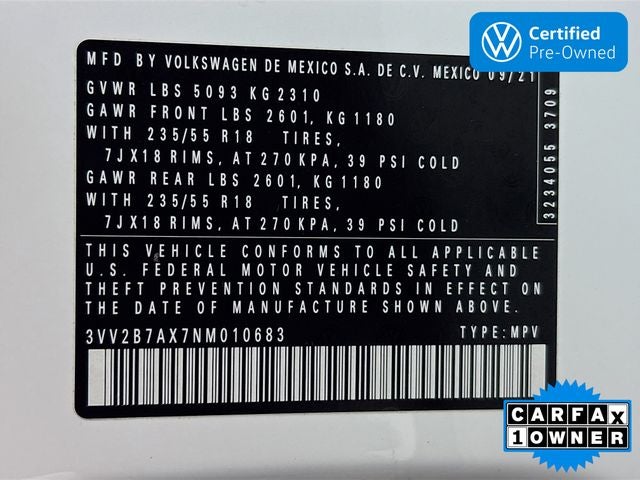 Certified
Pre-Owned
MFD BY VOLKSWAGEN DE MEXICO S.A. DE C.V. MEXICO 09/21
GVWR LBS 5093 KG 2310
GAWR FRONT LBS 2601, KG 1180
WITH 235/55 R18 TIRES,
7JX18 RIMS, AT 270 KPA, 39 PSI COLD
GAWR REAR LBS 2601, KG 1180
WITH 235/55 R18 TIRES,
7JX18 RIMS, AT 270 KPA, 39 PSI COLD
3234055 3709
THIS VEHICLE CONFORMS TO ALL APPLICABLE
U.S. FEDERAL MOTOR VEHICLE SAFETY AND
THEFT PREVENTION STANDARDS IN EFFECT ON
THE DATE OF MANUFACTURE SHOWN ABOVE.
3VV2B7AX7NM010683 TYPE: MPV
CARFAX
1 OWNER